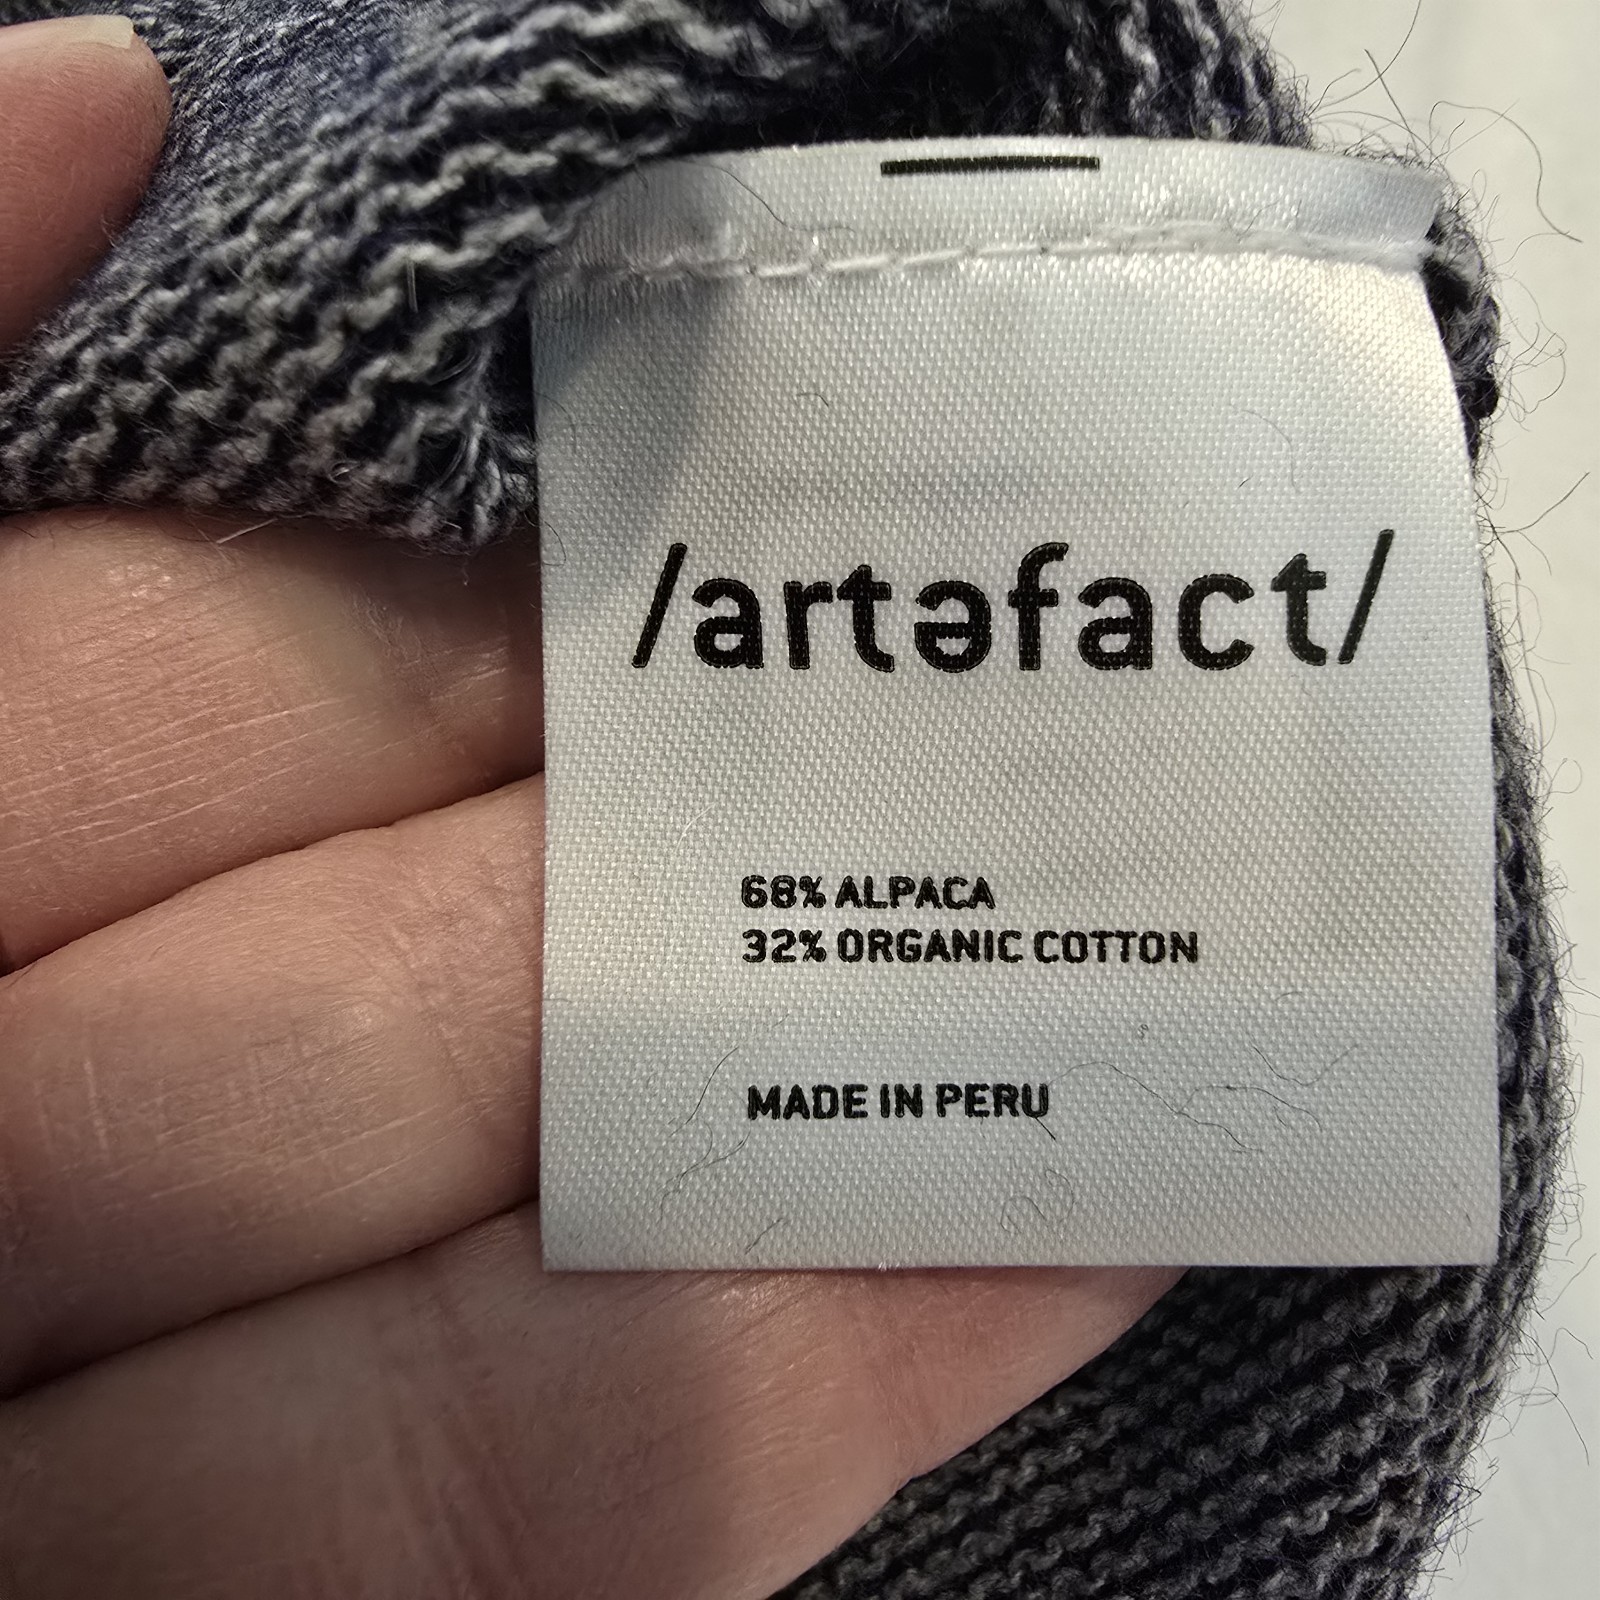 /artəfact/
68% ALPACA
32% ORGANIC COTTON
MADE IN PERU